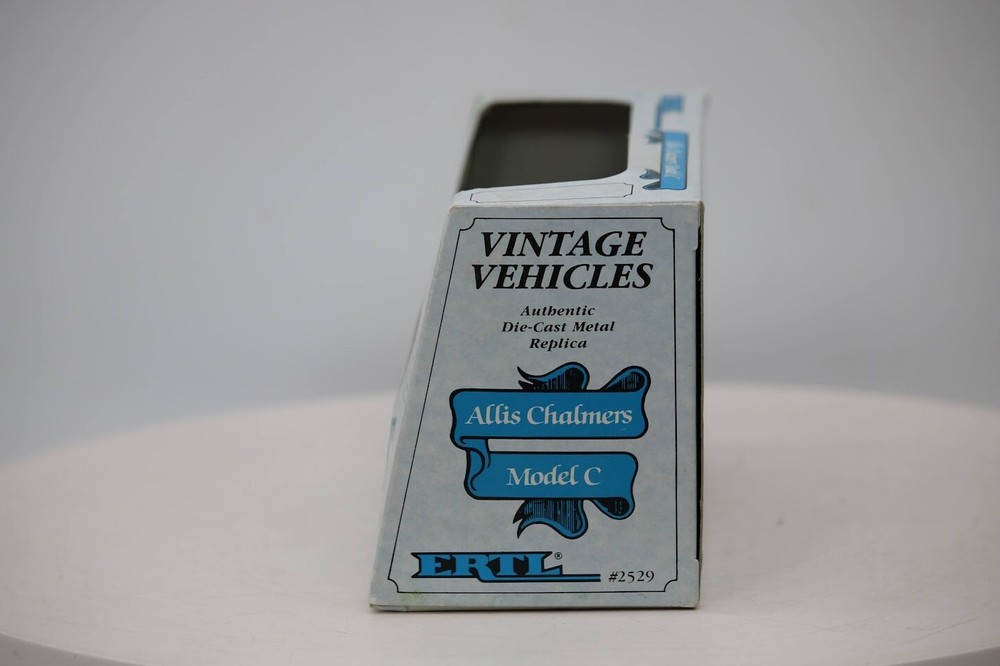 VINTAGE
VEHICLES
Authentic
Die-Cast Metal
Replica
Allis Chalmers
Model C
ERTL®
#2529